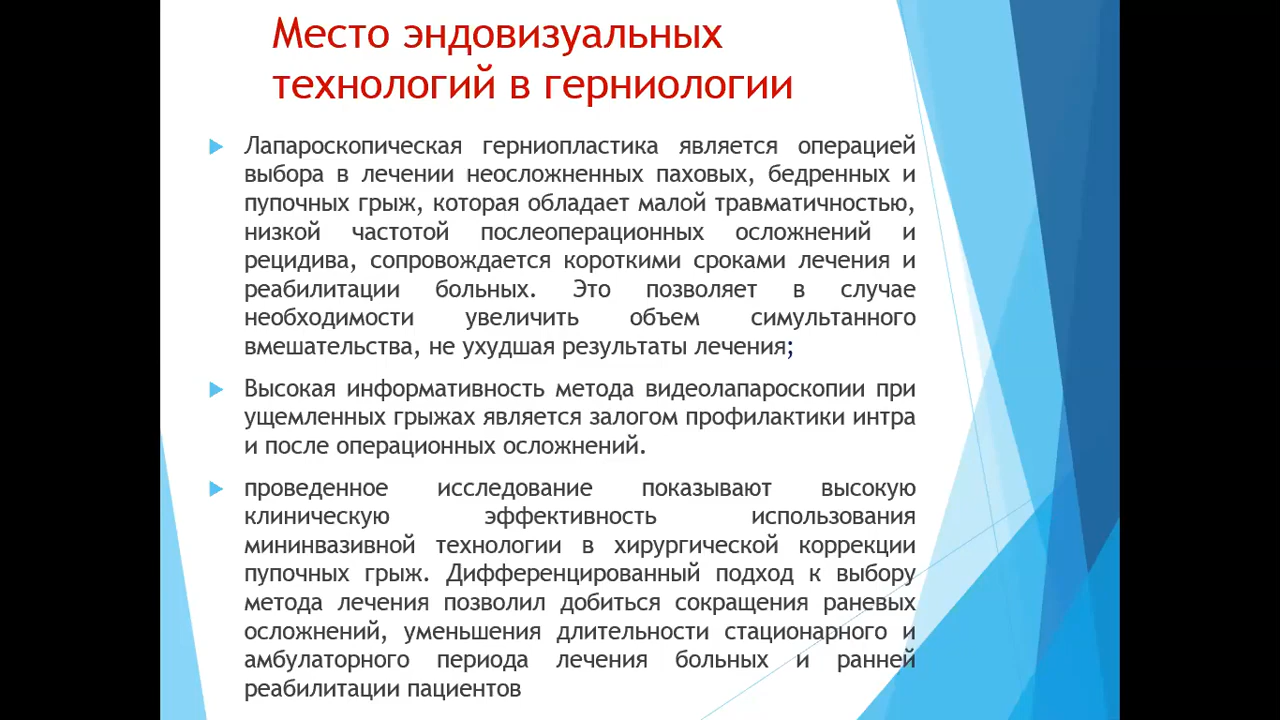 Место эндовизуальных
технологий в герниологии
Лапароскопическая герниопластика является операцией
выбора в лечении неосложненных паховых, бедренных и
пупочных грыж, которая обладает малой травматичностью,
низкой частотой послеоперационных осложнений и
рецидива, сопровождается короткими сроками лечения и
реабилитации больных. Это позволяет в случае
необходимости увеличить объем симультанного
вмешательства, не ухудшая результаты лечения;
Высокая информативность метода видеолапароскопии при
ущемленных грыжах является залогом профилактики интра
и после операционных осложнений.
проведенное исследование показывают высокую
клиническую эффективность использования
мининвазивной технологии в хирургической коррекции
пупочных грыж. Дифференцированный подход к выбору
метода лечения позволил добиться сокращения раневых
осложнений, уменьшения длительности стационарного и
амбулаторного периода лечения больных и ранней
реабилитации пациентов